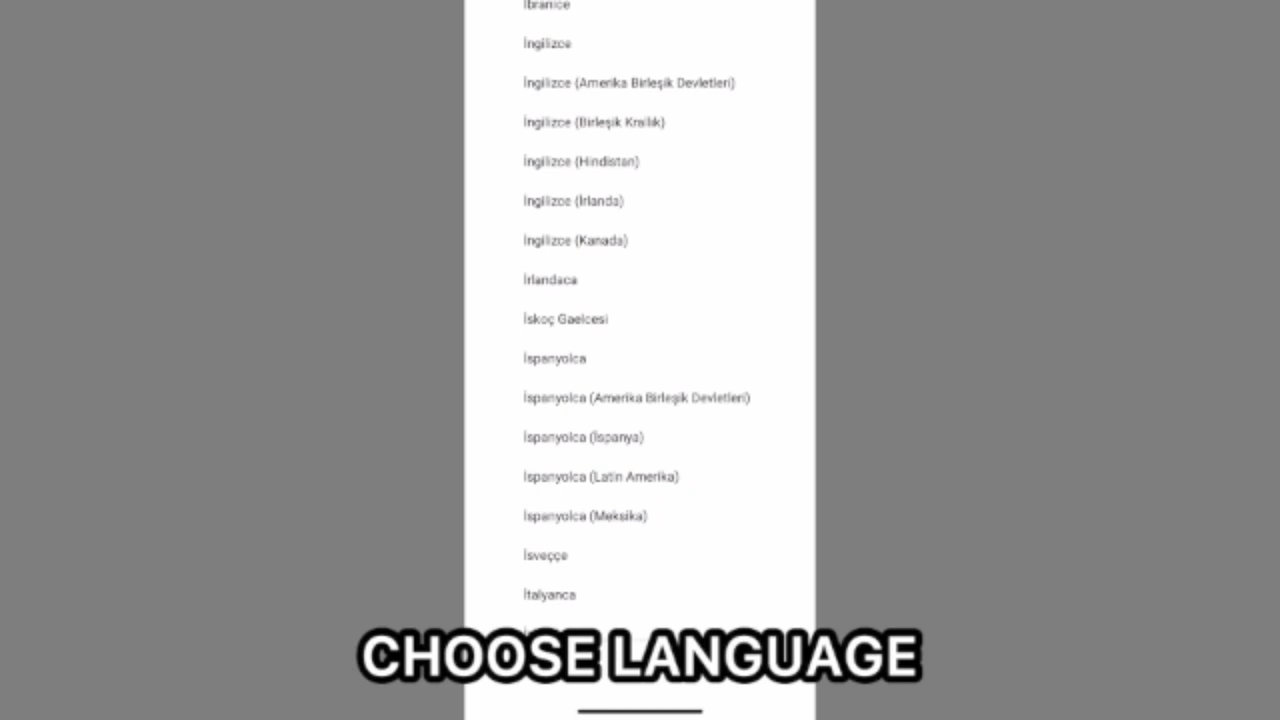 İbranice
İngilizce
İngilizce (Amerika Birleşik Devletleri)
İngilizce (Birleşik Krallık)
İngilizce (Hindistan)
İngilizce (İrlanda)
İngilizce (Kanada)
İrlandaca
İskoç Gaelcesi
İspanyolca
İspanyolca (Amerika Birleşik Devletleri)
İspanyolca (İspanya)
İspanyolca (Latin Amerika)
İspanyolca (Meksika)
İsveççe
İtalyanca
CHOOSE LANGUAGE